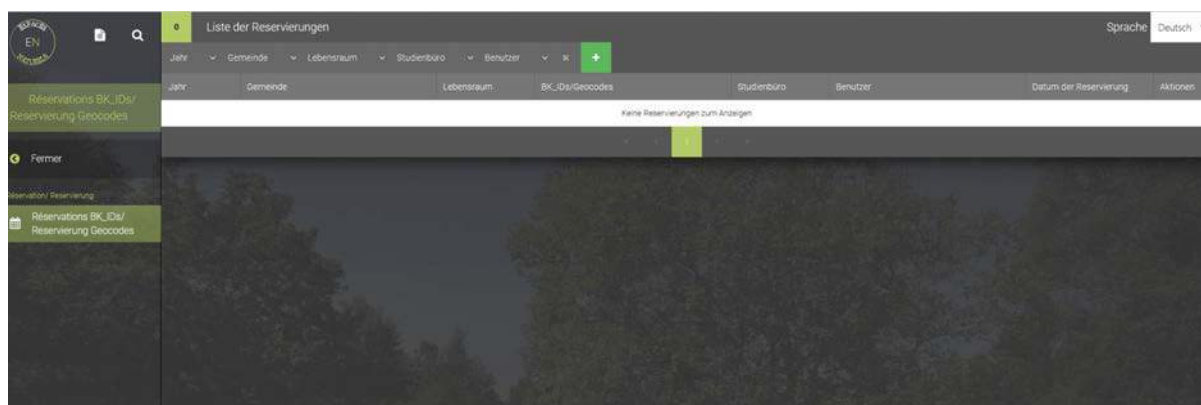 ESPACES
EN
NATURELS
Réservations BK_IDs/
Reservierung Geocodes
Fermer
Réservation/ Reservierung
Réservations BK_IDs/
Reservierung Geocodes
0 Liste der Reservierungen Sprache Deutsch
Jahr Gemeinde Lebensraum Studienbüro Benutzer
Jahr Gemeinde Lebensraum BK_IDs/Geocodes Studienbüro Benutzer Datum der Reservierung Aktionen
Keine Reservierungen zum Anzeigen